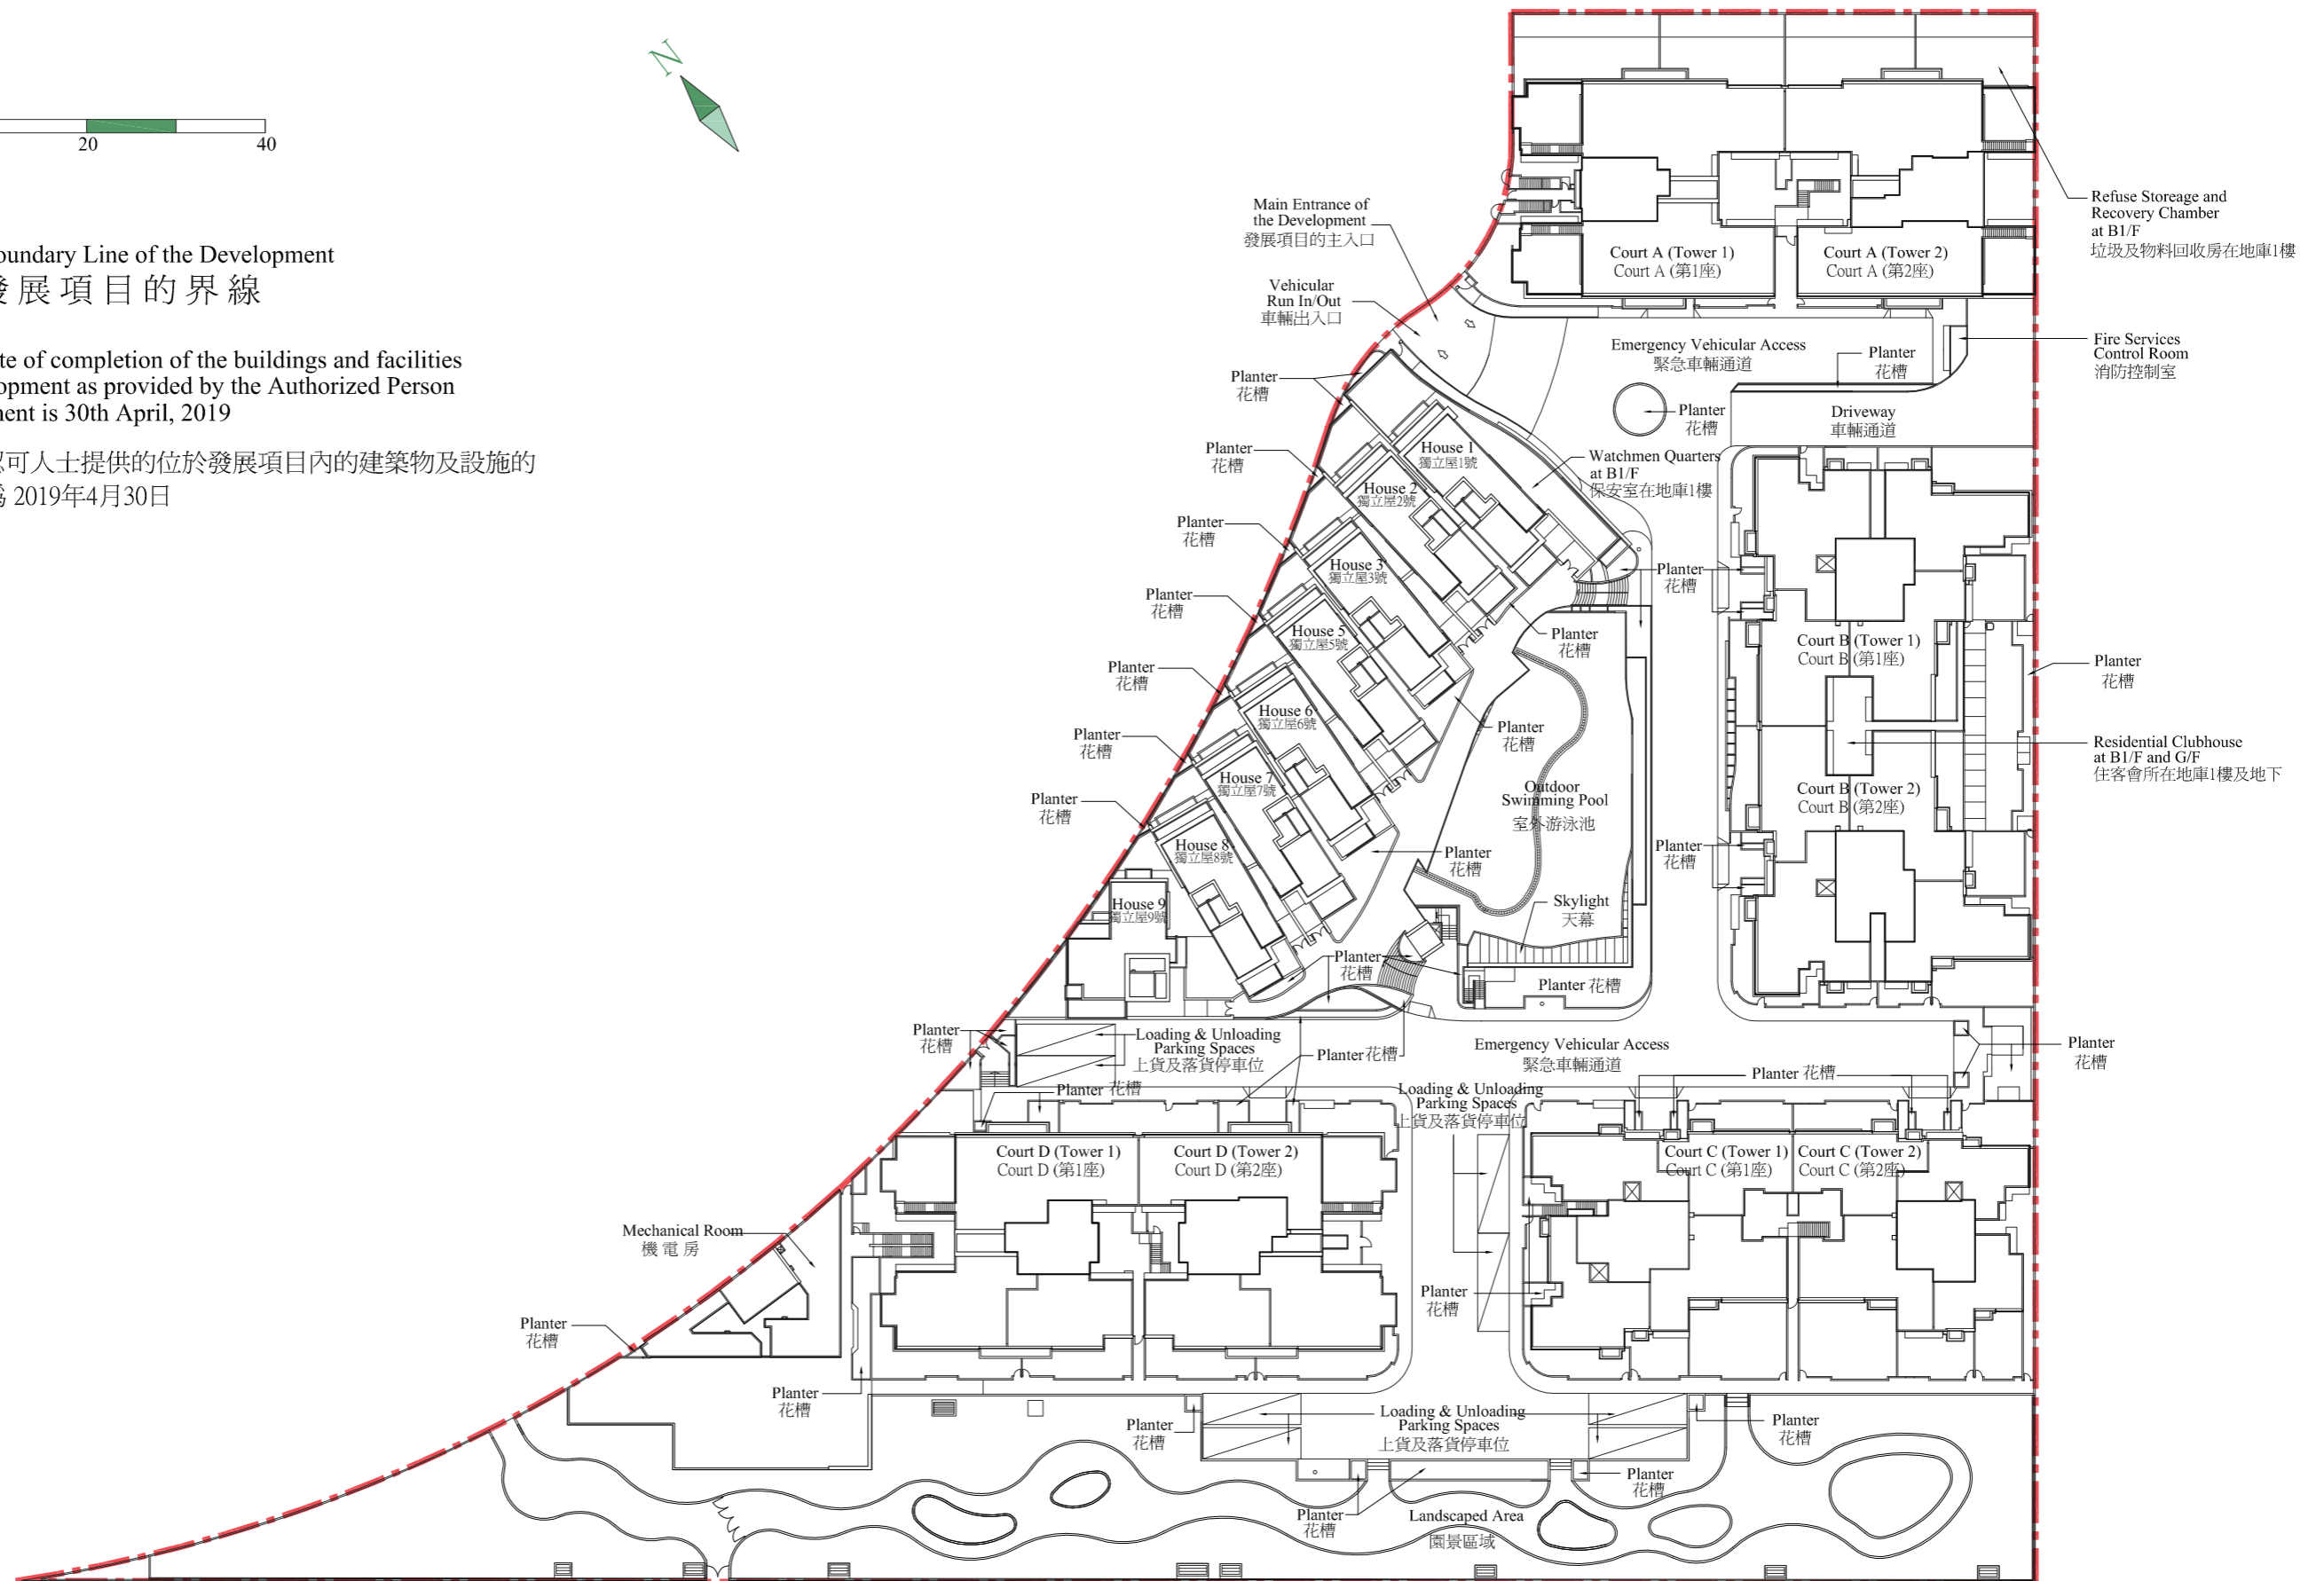 N
20
40
oundary Line of the Development
發 展 項 目 的 界 線
te of completion of the buildings and facilities
lopment as provided by the Authorized Person
ment is 30th April, 2019
認可人士提供的位於發展項目內的建築物及設施的
為 2019年4月30日
Main Entrance of
the Development
發展項目的主入口
Vehicular
Run In/Out
車輛出入口
Court A (Tower 1)
Court A (第1座)
Court A (Tower 2)
Court A (第2座)
Refuse Storeage and
Recovery Chamber
at B1/F
垃圾及物料回收房在地庫1樓
Emergency Vehicular Access
緊急車輛通道
Planter
花槽
Fire Services
Control Room
消防控制室
Planter
花槽
Planter
花槽
Driveway
車輛通道
Planter
花槽
House 1
獨立屋1號
Watchmen Quarters
at B1/F
保安室在地庫1樓
House 2
獨立屋2號
Planter
花槽
House 3
獨立屋3號
Planter
花槽
Planter
花槽
House 5
獨立屋5號
Planter
花槽
Court B (Tower 1)
Court B (第1座)
Planter
花槽
Planter
花槽
House 6
獨立屋6號
Planter
花槽
Planter
花槽
House 7
獨立屋7號
Residential Clubhouse
at B1/F and G/F
住客會所在地庫1樓及地下
Outdoor
Swimming Pool
室外游泳池
Court B (Tower 2)
Court B (第2座)
Planter
花槽
House 8
獨立屋8號
Planter
花槽
Planter
花槽
House 9
獨立屋9號
Skylight
天幕
Planter
花槽
Planter 花槽
Planter
花槽
Loading & Unloading
Parking Spaces
上貨及落貨停車位
Planter 花槽
Emergency Vehicular Access
緊急車輛通道
Planter
花槽
Planter 花槽
Planter 花槽
Loading & Unloading
Parking Spaces
上貨及落貨停車位
Court D (Tower 1)
Court D (第1座)
Court D (Tower 2)
Court D (第2座)
Court C (Tower 1)
Court C (第1座)
Court C (Tower 2)
Court C (第2座)
Mechanical Room
機 電 房
Planter
花槽
Planter
花槽
Planter
花槽
Planter
花槽
Loading & Unloading
Parking Spaces
上貨及落貨停車位
Planter
花槽
Planter
花槽
Planter
花槽
Landscaped Area
園景區域